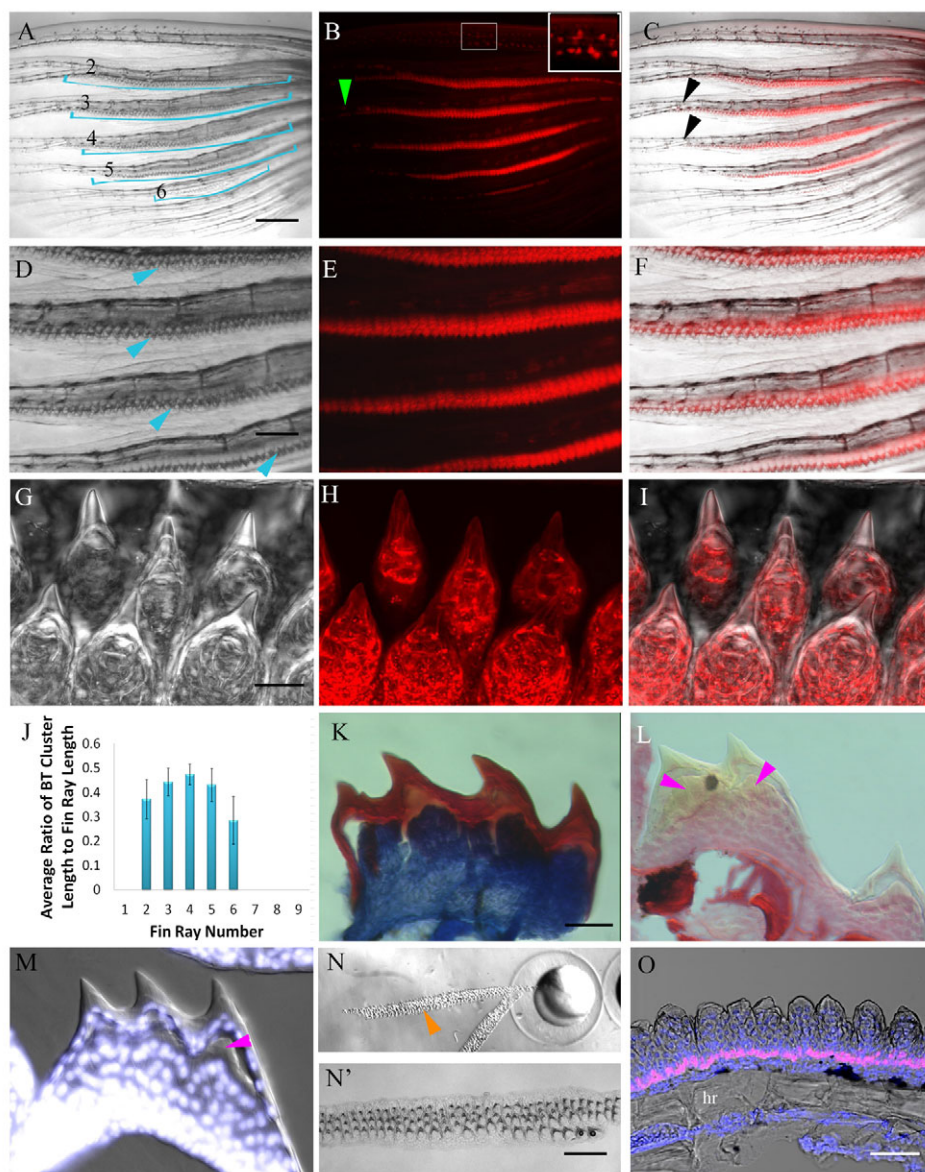 A
B
C
2
3
4
5
6
D
E
F
G
H
I
J
Average Ratio of BT Cluster
Length to Fin Ray Length
0.6
0.5
0.4
0.3
0.2
0.1
0
1 2 3 4 5 6 7 8 9
Fin Ray Number
K
L
M
N
N'
O
hr